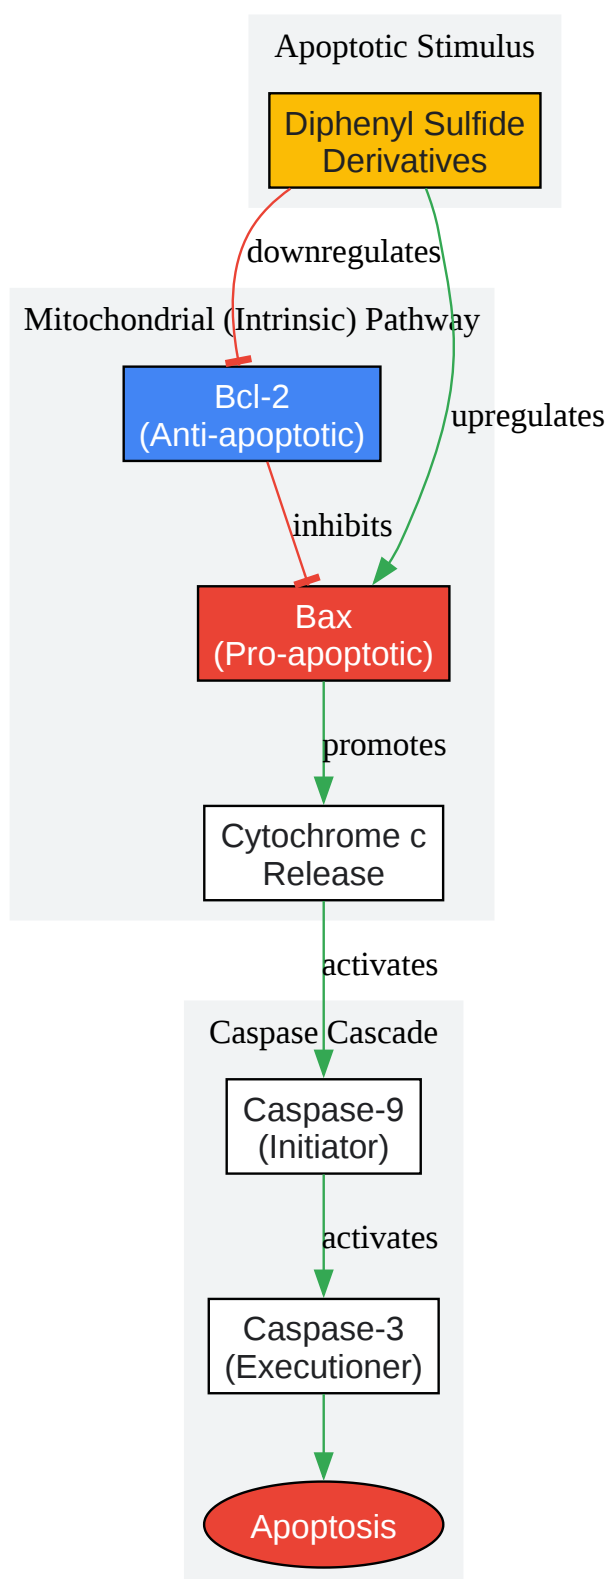 Apoptotic Stimulus
Diphenyl Sulfide
Derivatives
downregulates
Mitochondrial (Intrinsic) Pathway
Bcl-2
(Anti-apoptotic)
upregulates
inhibits
Bax
(Pro-apoptotic)
promotes
Cytochrome c
Release
activates
Caspase Cascade
Caspase-9
(Initiator)
activates
Caspase-3
(Executioner)
Apoptosis